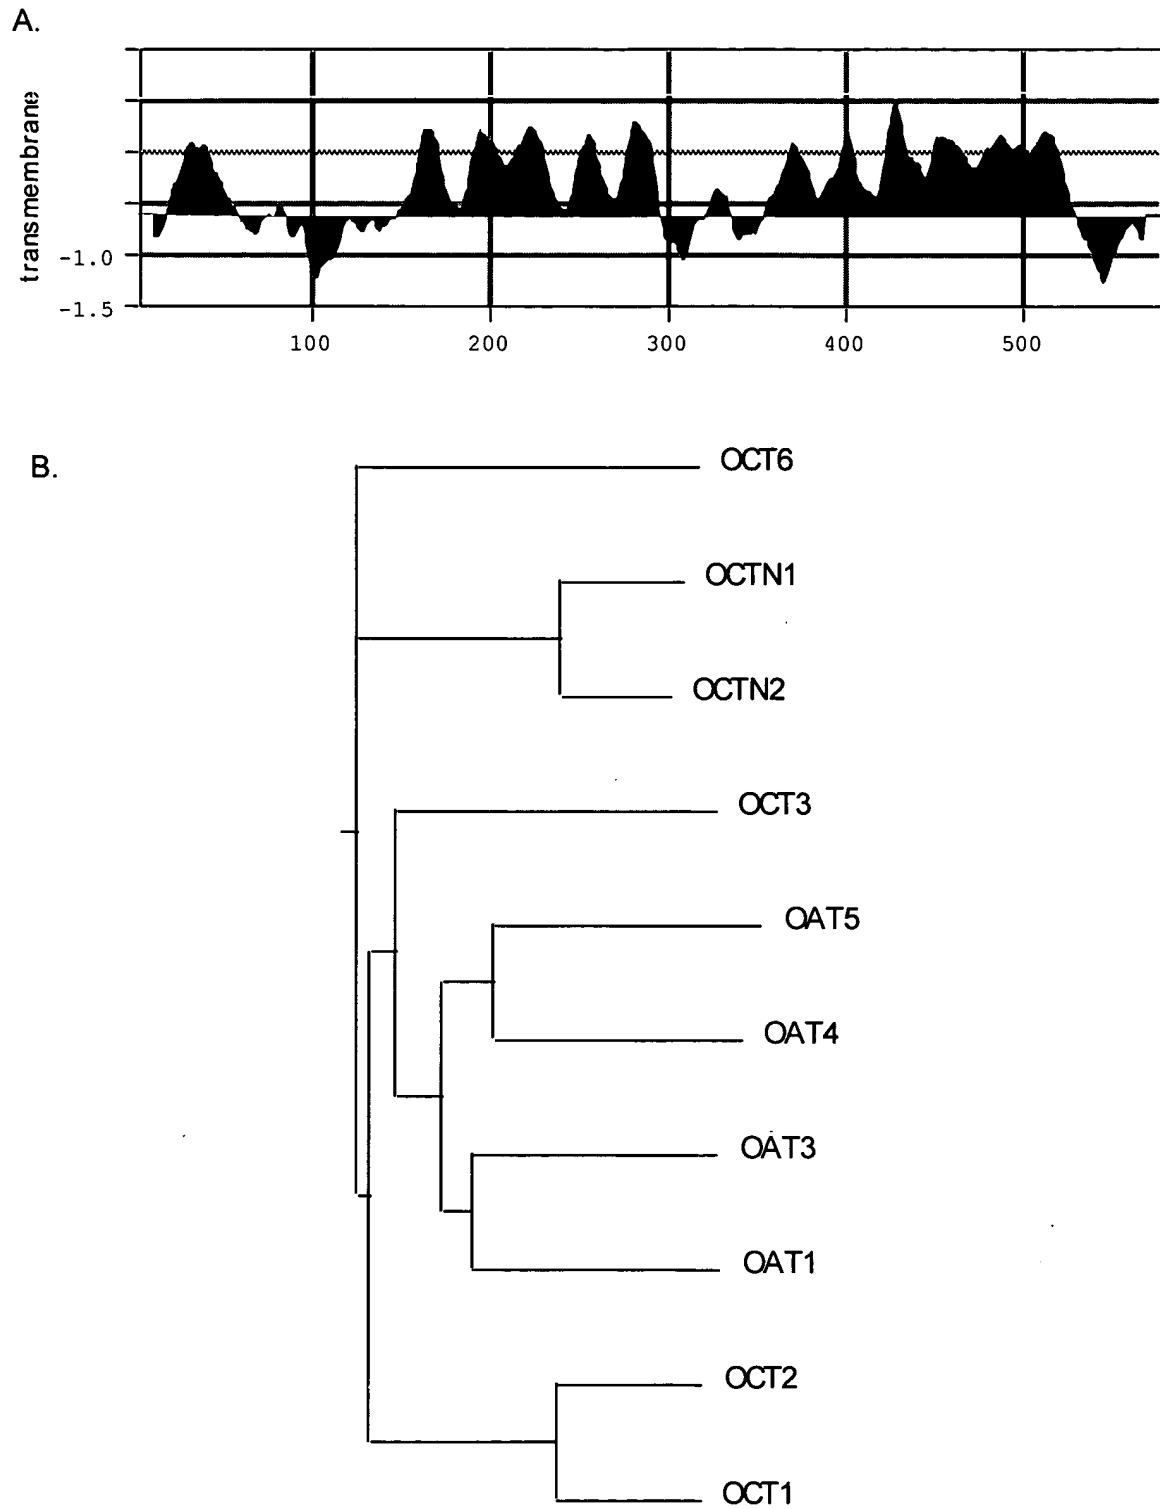 A.
transmembrane
-1.0
-1.5
100 200 300 400 500
B.
OCT6
OCTN1
OCTN2
OCT3
OAT5
OAT4
OAT3
OAT1
OCT2
OCT1